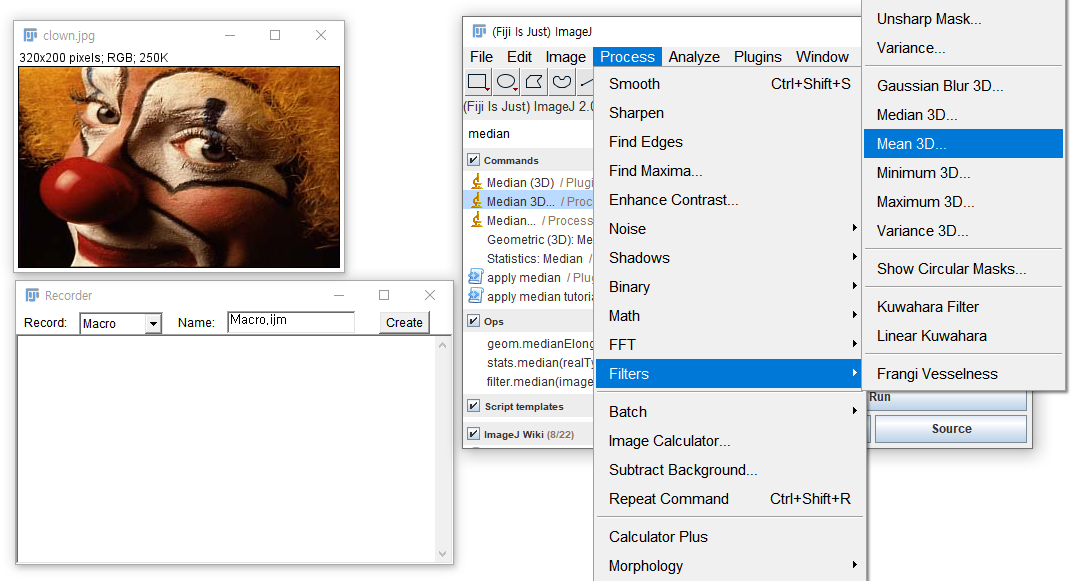 clown.jpg
320x200 pixels; RGB; 250K
Recorder
Record:
Macro
Name:
Macro.ijm
Create
(Fiji Is Just) ImageJ
File Edit Image Process Analyze Plugins Window
(Fiji Is Just) ImageJ 2.0
median
Commands
Median (3D) / Plugi
Median 3D... / Proc
Median... / Process
Geometric (3D): Me
Statistics: Median /
apply median / Plu
apply median tutoria
Ops
geom.medianElong
stats.median(realTy
filter.median(image
Script templates
ImageJ Wiki (8/22)
Smooth Ctrl+Shift+S
Sharpen
Find Edges
Find Maxima...
Enhance Contrast...
Noise
Shadows
Binary
Math
FFT
Filters
Batch
Image Calculator...
Subtract Background...
Repeat Command Ctrl+Shift+R
Calculator Plus
Morphology
Unsharp Mask...
Variance...
Gaussian Blur 3D...
Median 3D...
Mean 3D...
Minimum 3D...
Maximum 3D...
Variance 3D...
Show Circular Masks...
Kuwahara Filter
Linear Kuwahara
Frangi Vesselness
Run
Source